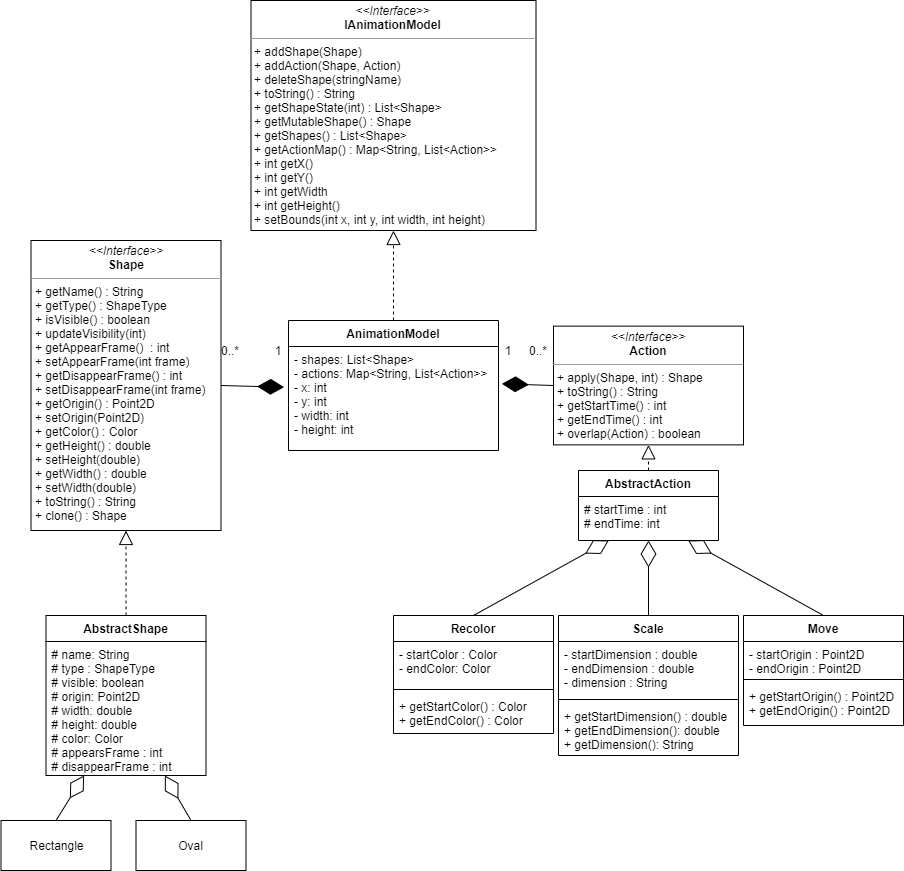 <<Interface>>
IAnimationModel
+ addShape(Shape)
+ addAction(Shape, Action)
+ deleteShape(stringName)
+ toString() : String
+ getShapeState(int) : List<Shape>
+ getMutableShape() : Shape
+ getShapes() : List<Shape>
+ getActionMap() : Map<String, List<Action>>
+ int getX()
+ int getY()
+ int getWidth
+ int getHeight()
+ setBounds(int x, int y, int width, int height)
<<Interface>>
Shape
+ getName() : String
+ getType() : ShapeType
+ isVisible() : boolean
+ updateVisibility(int)
+ getAppearFrame() : int
+ setAppearFrame(int frame)
+ getDisappearFrame() : int
+ setDisappearFrame(int frame)
+ getOrigin() : Point2D
+ setOrigin(Point2D)
+ getColor() : Color
+ getHeight() : double
+ setHeight(double)
+ getWidth() : double
+ setWidth(double)
+ toString() : String
+ clone() : Shape
0..*
1
AnimationModel
- shapes: List<Shape>
- actions: Map<String, List<Action>>
- x: int
- y: int
- width: int
- height: int
1
0..*
<<Interface>>
Action
+ apply(Shape, int) : Shape
+ toString() : String
+ getStartTime() : int
+ getEndTime() : int
+ overlap(Action) : boolean
AbstractAction
# startTime : int
# endTime: int
AbstractShape
# name: String
# type : ShapeType
# visible: boolean
# origin: Point2D
# width: double
# height: double
# color: Color
# appearsFrame : int
# disappearFrame : int
Recolor
- startColor : Color
- endColor: Color
+ getStartColor() : Color
+ getEndColor() : Color
Scale
- startDimension : double
- endDimension : double
- dimension : String
+ getStartDimension() : double
+ getEndDimension(): double
+ getDimension(): String
Move
- startOrigin : Point2D
- endOrigin : Point2D
+ getStartOrigin() : Point2D
+ getEndOrigin() : Point2D
Rectangle
Oval